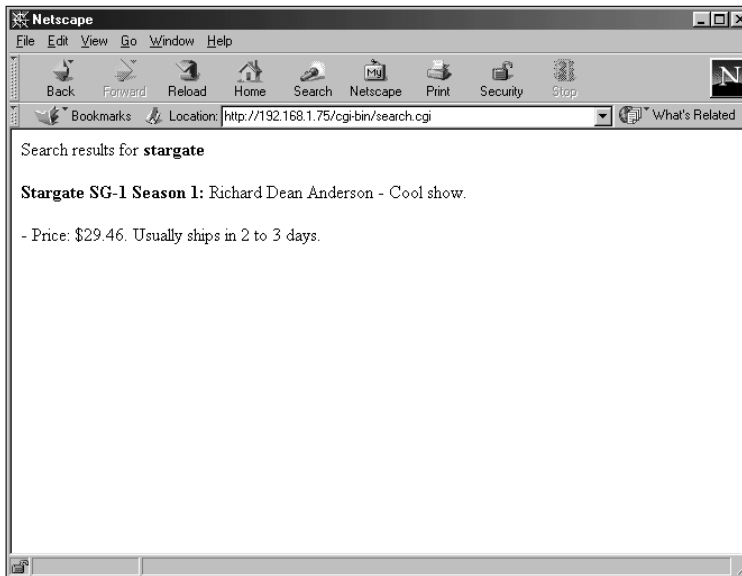 Netscape
File Edit View Go Window Help
Back Forward Reload Home Search Netscape Print Security Stop
My
N
Bookmarks Location: http://192.168.1.75/cgi-bin/search.cgi What's Related
Search results for stargate
Stargate SG-1 Season 1: Richard Dean Anderson - Cool show.
- Price: $29.46. Usually ships in 2 to 3 days.